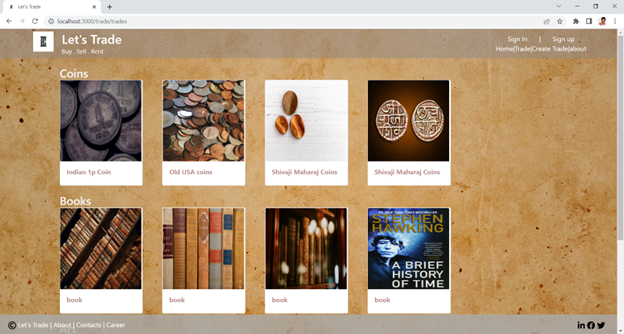 Let's Trade
localhost:3000/trade/trades
Let's Trade
Buy . Sell . Rent
Sign In | Sign up
Home|Trade|Create Trade|about
Coins
Indian 1p Coin
Old USA coins
Shivaji Maharaj Coins
Shivaji Maharaj Coins
Books
STEPHEN
HAWKING
A BRIEF
HISTORY
OF TIME
book
book
book
book
© Let's Trade | About | Contacts | Career